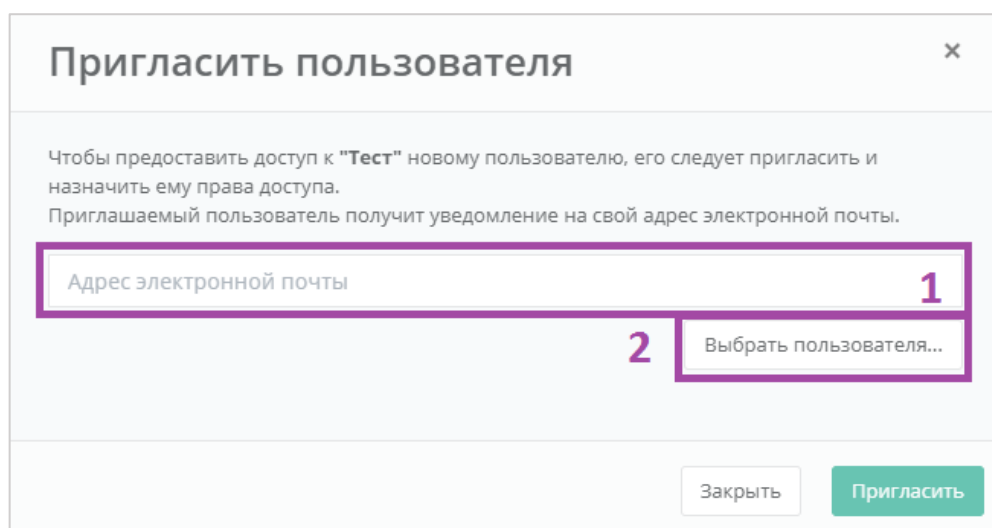 Пригласить пользователя ×
Чтобы предоставить доступ к "Тест" новому пользователю, его следует пригласить и
назначить ему права доступа.
Приглашаемый пользователь получит уведомление на свой адрес электронной почты.
Адрес электронной почты 1
2 Выбрать пользователя...
Закрыть Пригласить